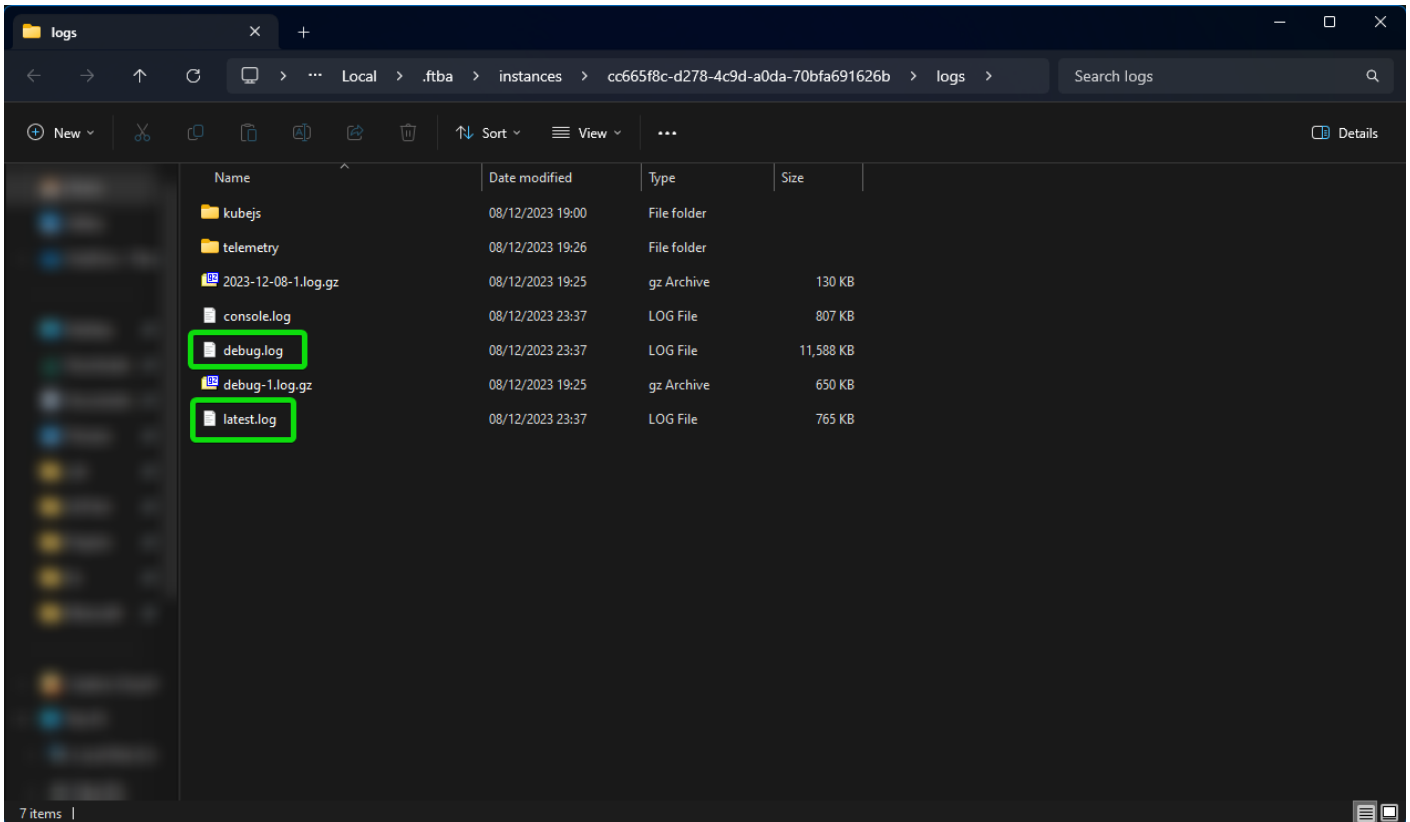 logs
Local > .ftba > instances > cc665f8c-d278-4c9d-a0da-70bfa691626b > logs >
Search logs
New
Sort
View
Details
Name Date modified Type Size
kubejs 08/12/2023 19:00 File folder
telemetry 08/12/2023 19:26 File folder
2023-12-08-1.log.gz 08/12/2023 19:25 gz Archive 130 KB
console.log 08/12/2023 23:37 LOG File 807 KB
debug.log 08/12/2023 23:37 LOG File 11,588 KB
debug-1.log.gz 08/12/2023 19:25 gz Archive 650 KB
latest.log 08/12/2023 23:37 LOG File 765 KB
7 items